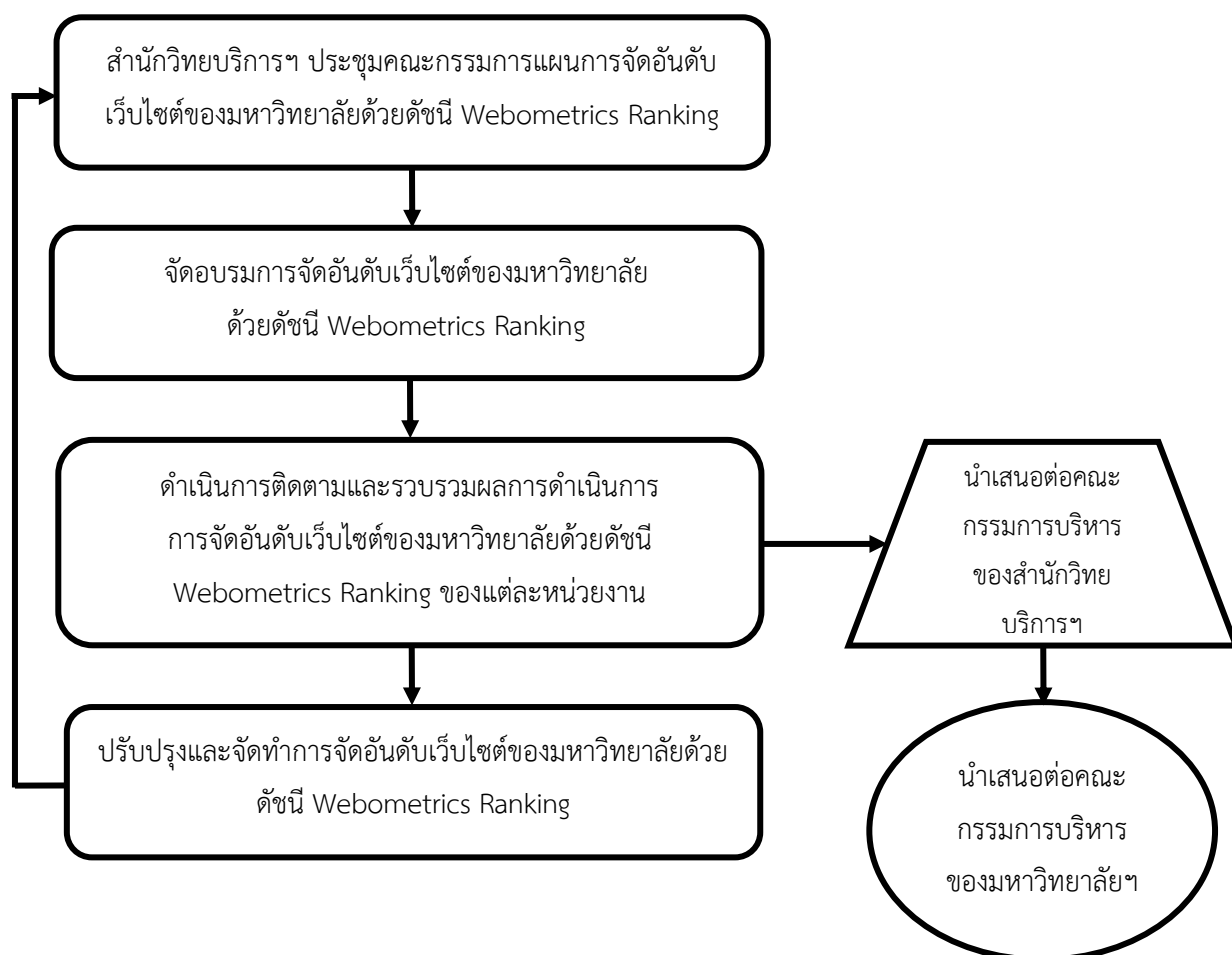 สำนักวิทยบริการฯ ประชุมคณะกรรมการแผนการจัดอันดับ
เว็บไซต์ของมหาวิทยาลัยด้วยดัชนี Webometrics Ranking
จัดอบรมการจัดอันดับเว็บไซต์ของมหาวิทยาลัย
ด้วยดัชนี Webometrics Ranking
ดำเนินการติดตามและรวบรวมผลการดำเนินการ
การจัดอันดับเว็บไซต์ของมหาวิทยาลัยด้วยดัชนี
Webometrics Ranking ของแต่ละหน่วยงาน
นำเสนอต่อคณะ
กรรมการบริหาร
ของสำนักวิทย
บริการฯ
ปรับปรุงและจัดทำการจัดอันดับเว็บไซต์ของมหาวิทยาลัยด้วย
ดัชนี Webometrics Ranking
นำเสนอต่อคณะ
กรรมการบริหาร
ของมหาวิทยาลัยฯ